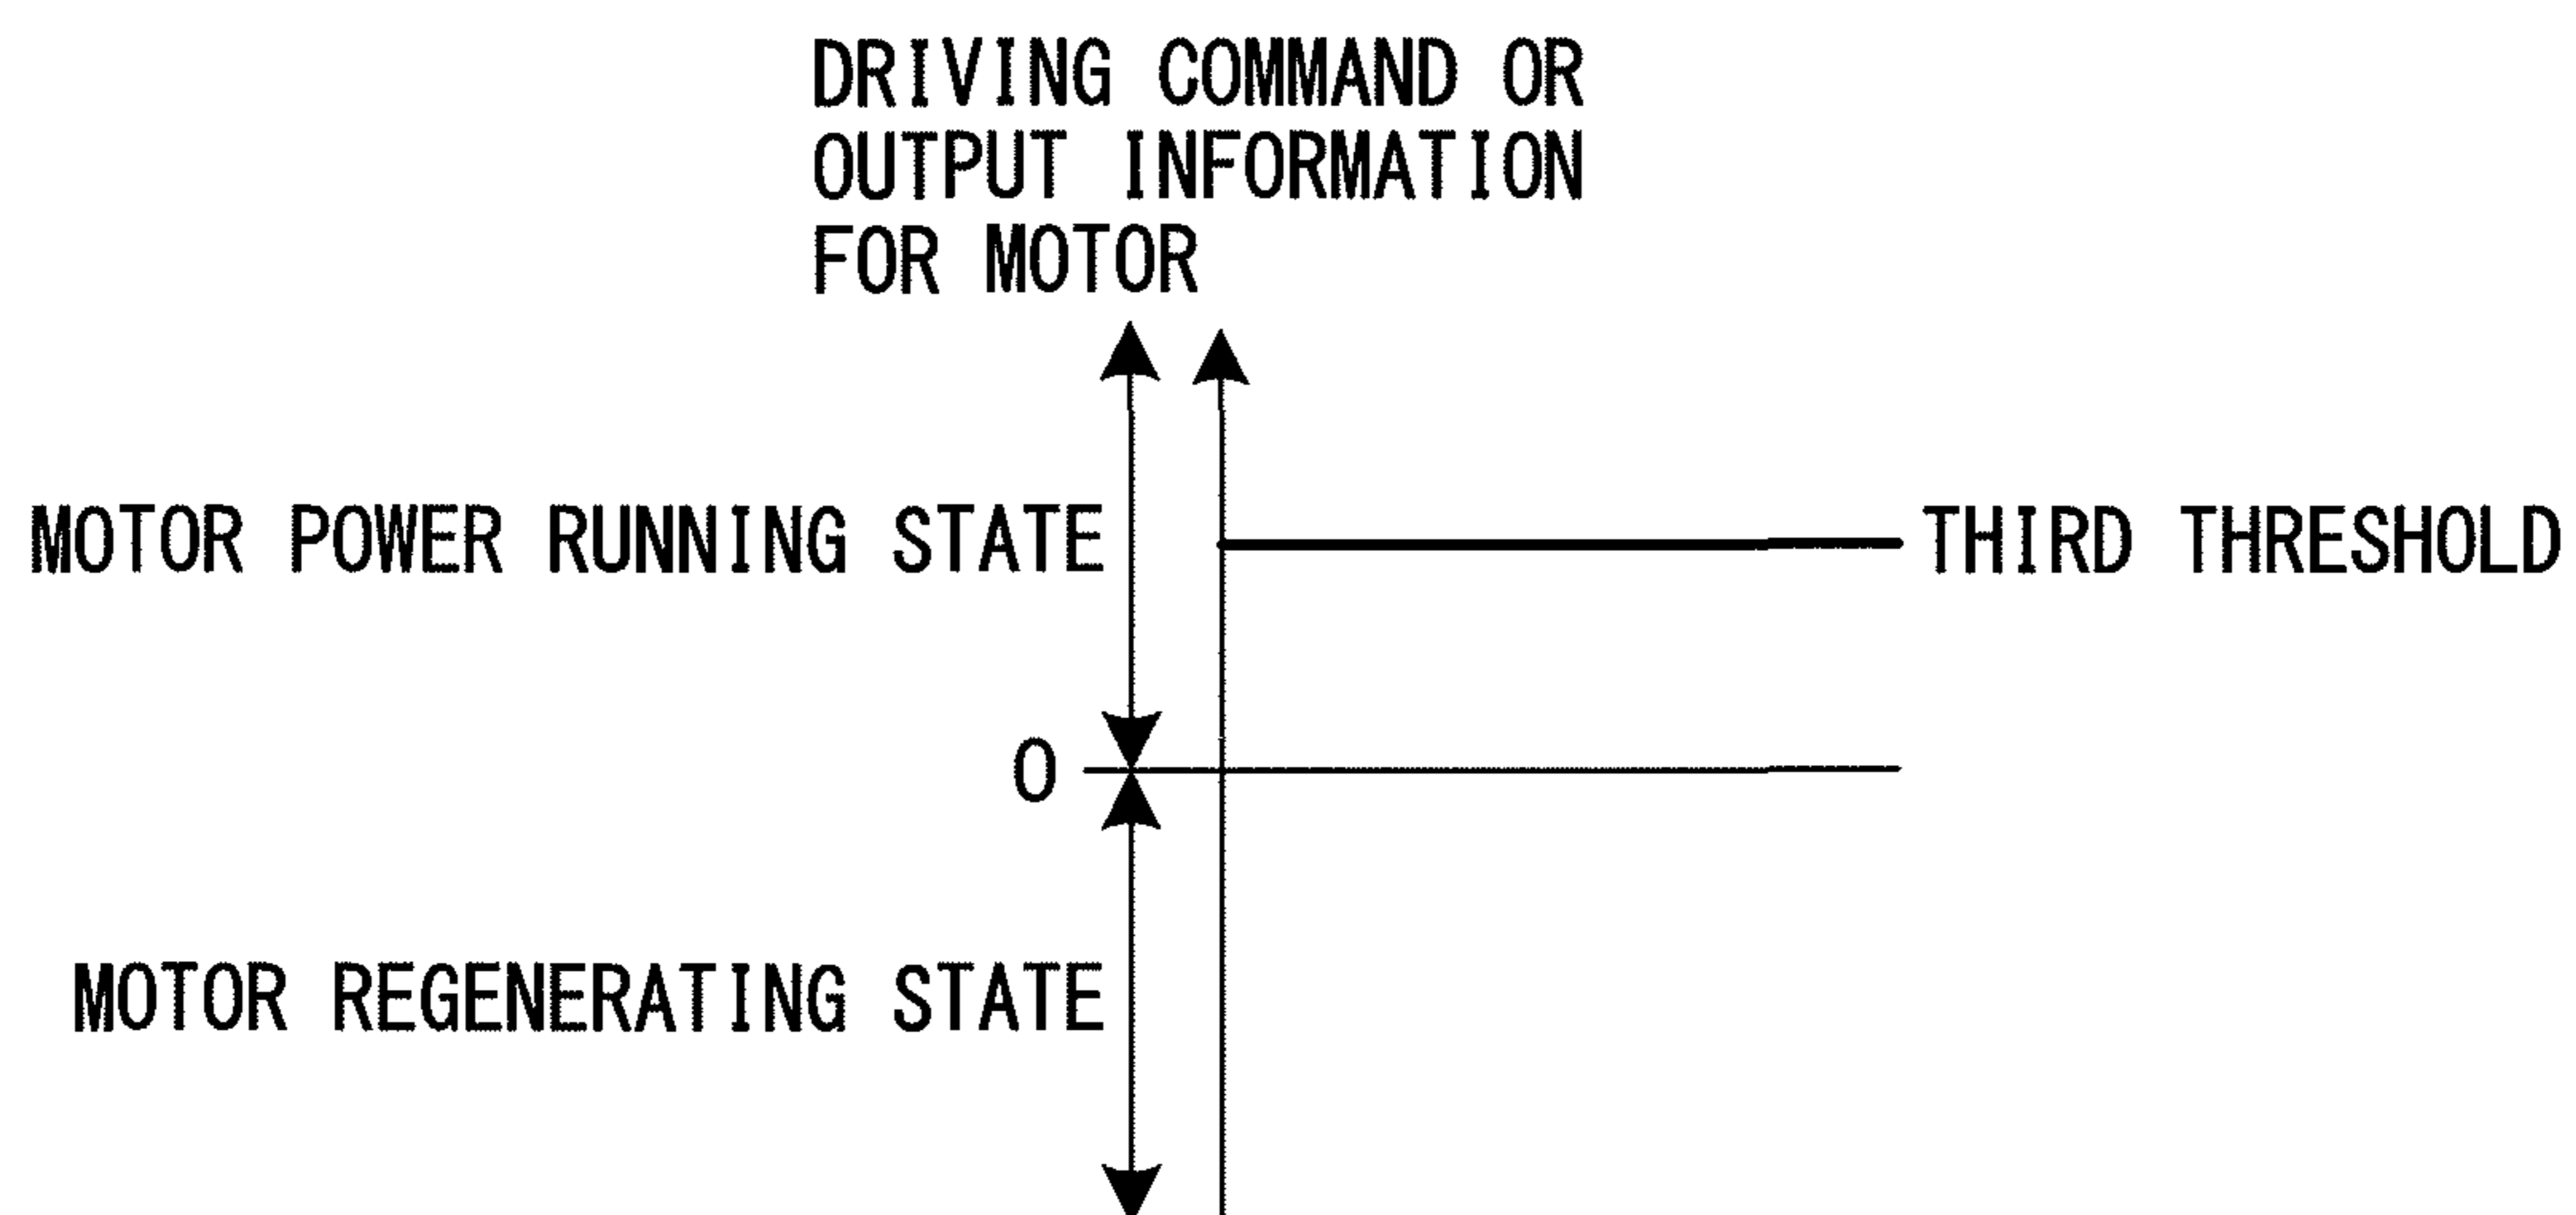 DRIVING COMMAND OR
OUTPUT INFORMATION
FOR MOTOR
MOTOR POWER RUNNING STATE
THIRD THRESHOLD
0
MOTOR REGENERATING STATE